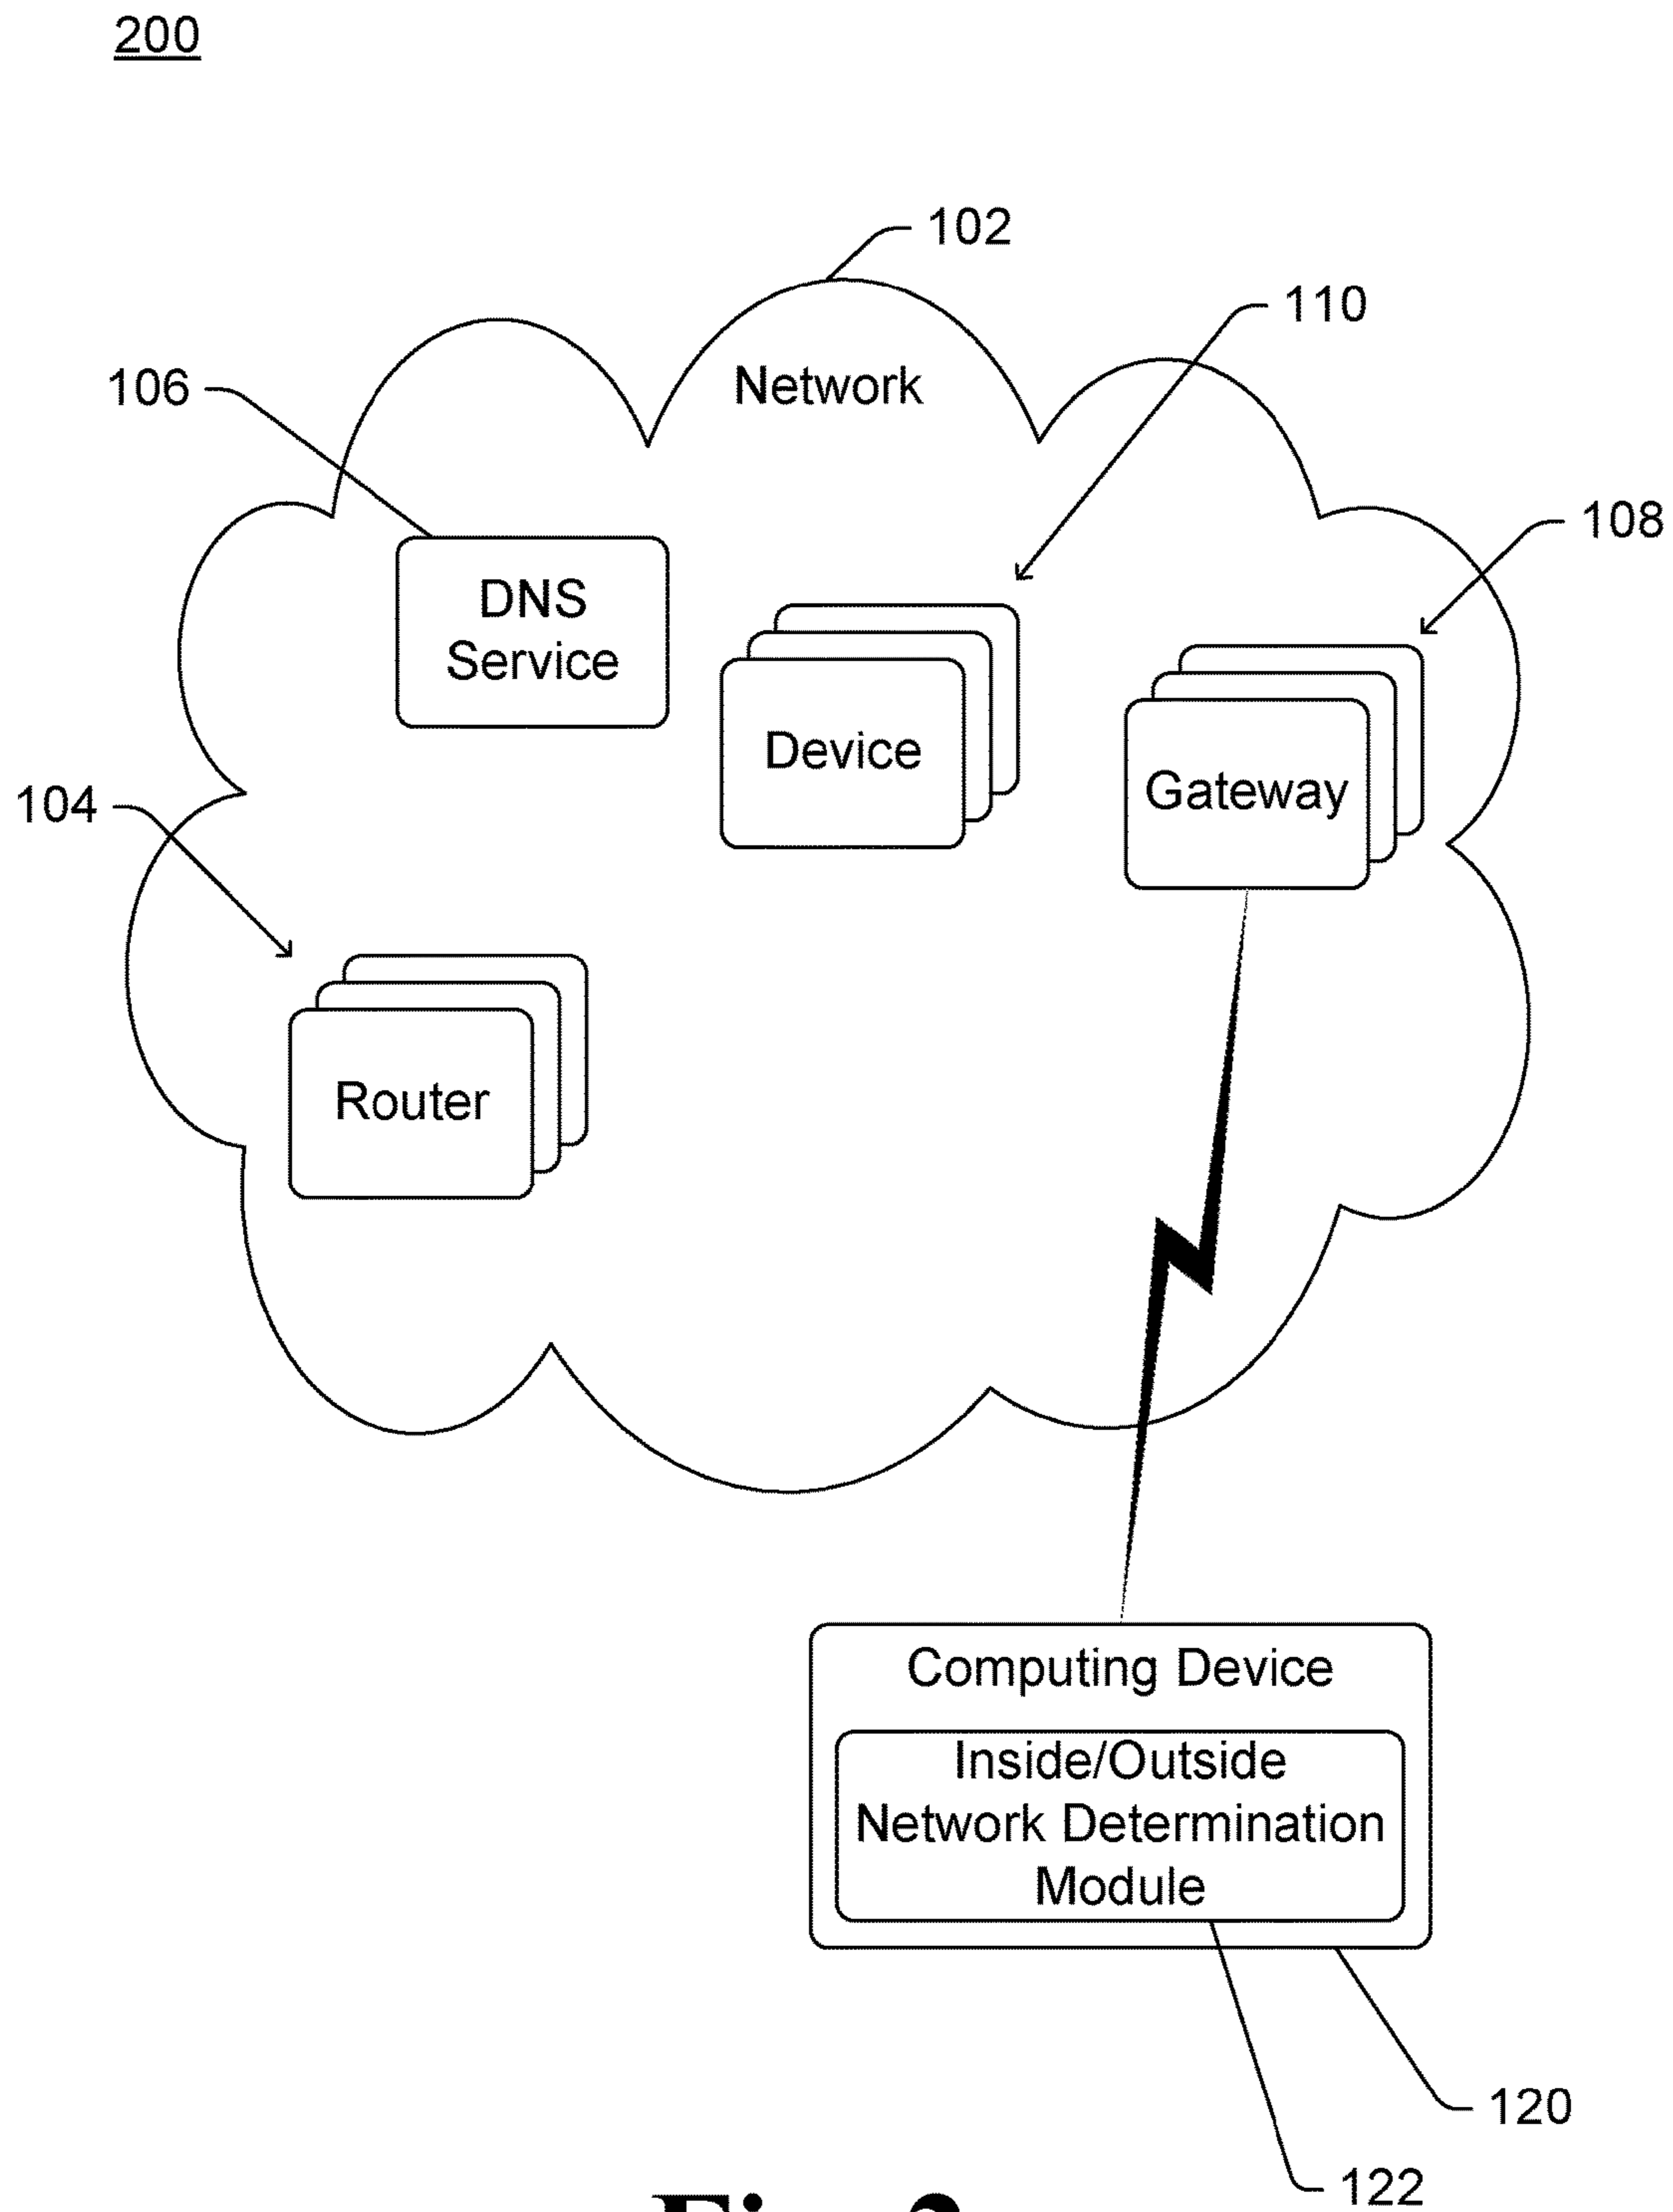 200
102
110
Network
106
108
DNS
Service
Device
Gateway
104
Router
Computing Device
Inside/Outside
Network Determination
Module
120
122